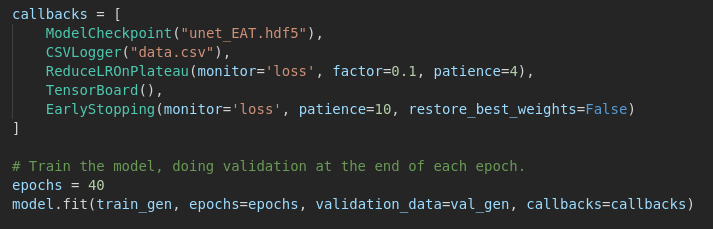 callbacks = [
    ModelCheckpoint("unet_EAT.hdf5"),
    CSVLogger("data.csv"),
    ReduceLROnPlateau(monitor='loss', factor=0.1, patience=4),
    TensorBoard(),
    EarlyStopping(monitor='loss', patience=10, restore_best_weights=False)
]
# Train the model, doing validation at the end of each epoch.
epochs = 40
model.fit(train_gen, epochs=epochs, validation_data=val_gen, callbacks=callbacks)